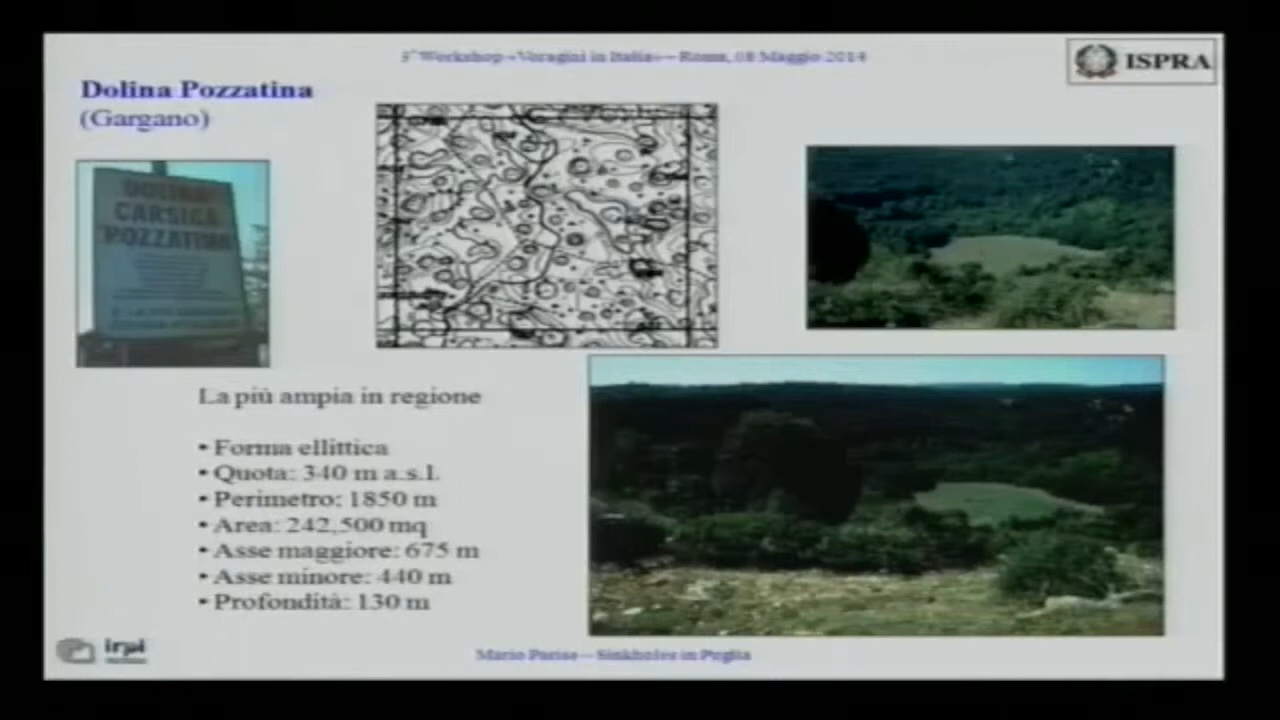 Workshop «Voragini in Italia» – Roma, 08 Maggio 2014
ISPRA
Dolina Pozzatina
(Gargano)
DOLINA
CARSICA
POZZATINA
La più ampia in regione
• Forma ellittica
• Quota: 340 m a.s.l.
• Perimetro: 1850 m
• Area: 242,500 mq
• Asse maggiore: 675 m
• Asse minore: 440 m
• Profondità: 130 m
irpi
Mario Parise – Sinkholes in Puglia